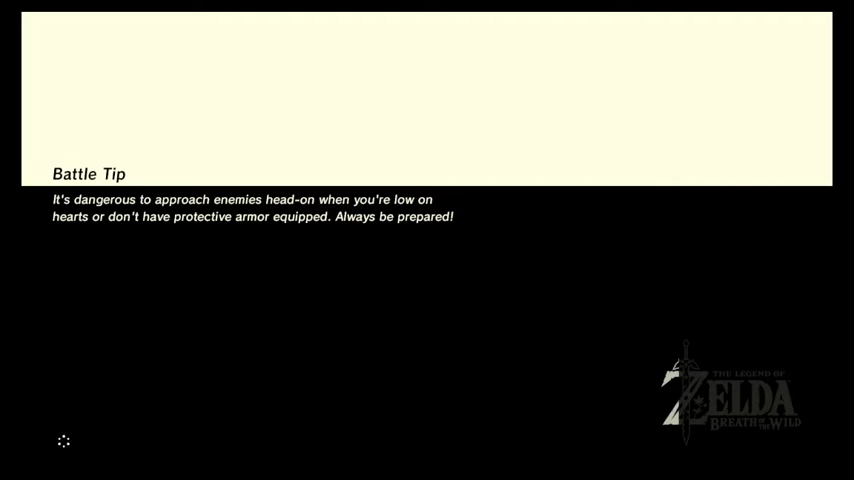 Battle Tip
It's dangerous to approach enemies head-on when you're low on
hearts or don't have protective armor equipped. Always be prepared!
THE LEGEND OF
ZELDA
BREATH OF THE WILD